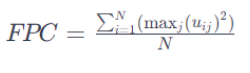 $FPC = \frac{\sum_{i=1}^{N}(\max_j(u_{ij})^2)}{N}$